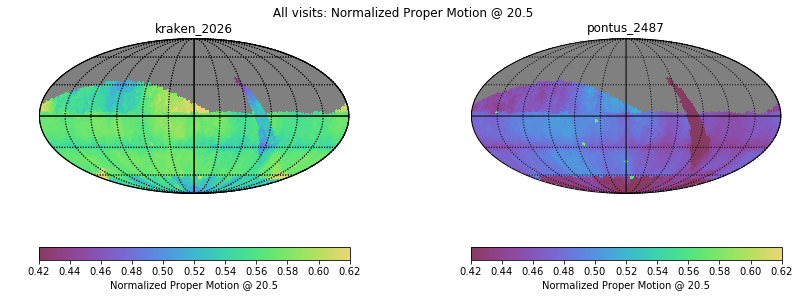 All visits: Normalized Proper Motion @ 20.5
kraken_2026
pontus_2487
0.42 0.44 0.46 0.48 0.50 0.52 0.54 0.56 0.58 0.60 0.62
Normalized Proper Motion @ 20.5
0.42 0.44 0.46 0.48 0.50 0.52 0.54 0.56 0.58 0.60 0.62
Normalized Proper Motion @ 20.5